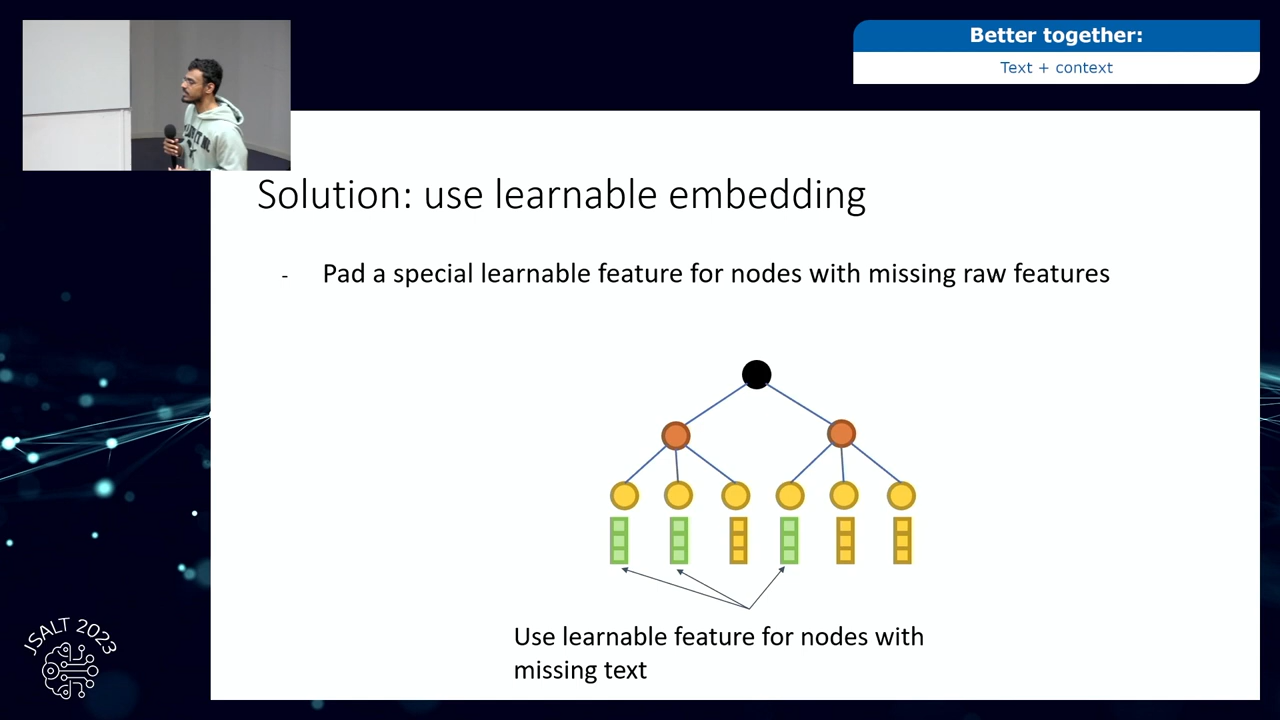 Better together:
Text + context
Solution: use learnable embedding
- Pad a special learnable feature for nodes with missing raw features
Use learnable feature for nodes with
missing text
JSALT 2023